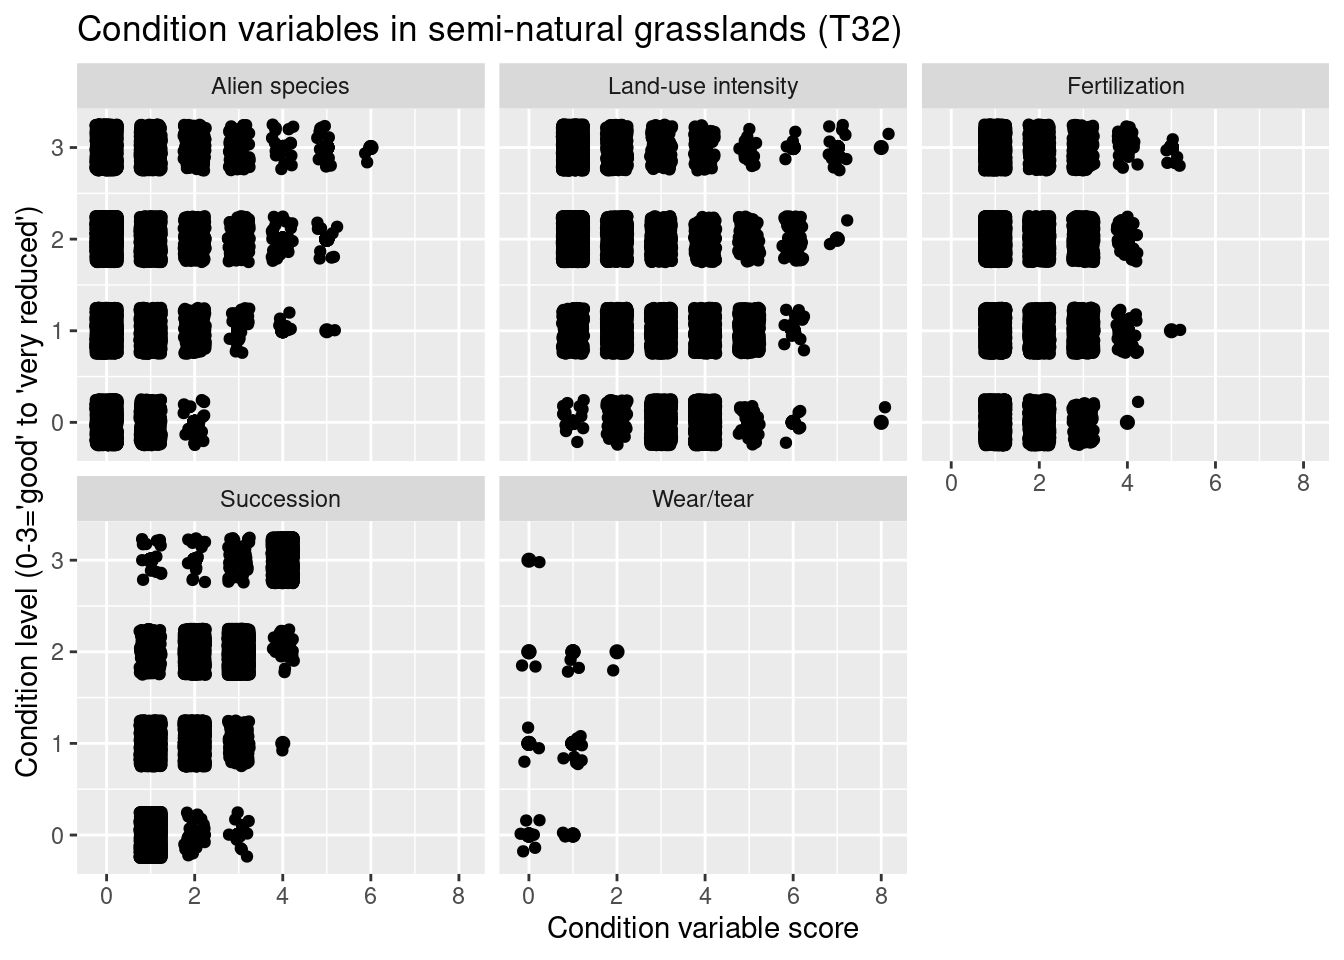 Condition variables in semi-natural grasslands (T32)
Alien species
Land-use intensity
Fertilization
3
2
1
0
0 2 4 6 8
Succession
Wear/tear
3
2
1
0
0 2 4 6 8
0 2 4 6 8
Condition level (0-3='good' to 'very reduced')
Condition variable score